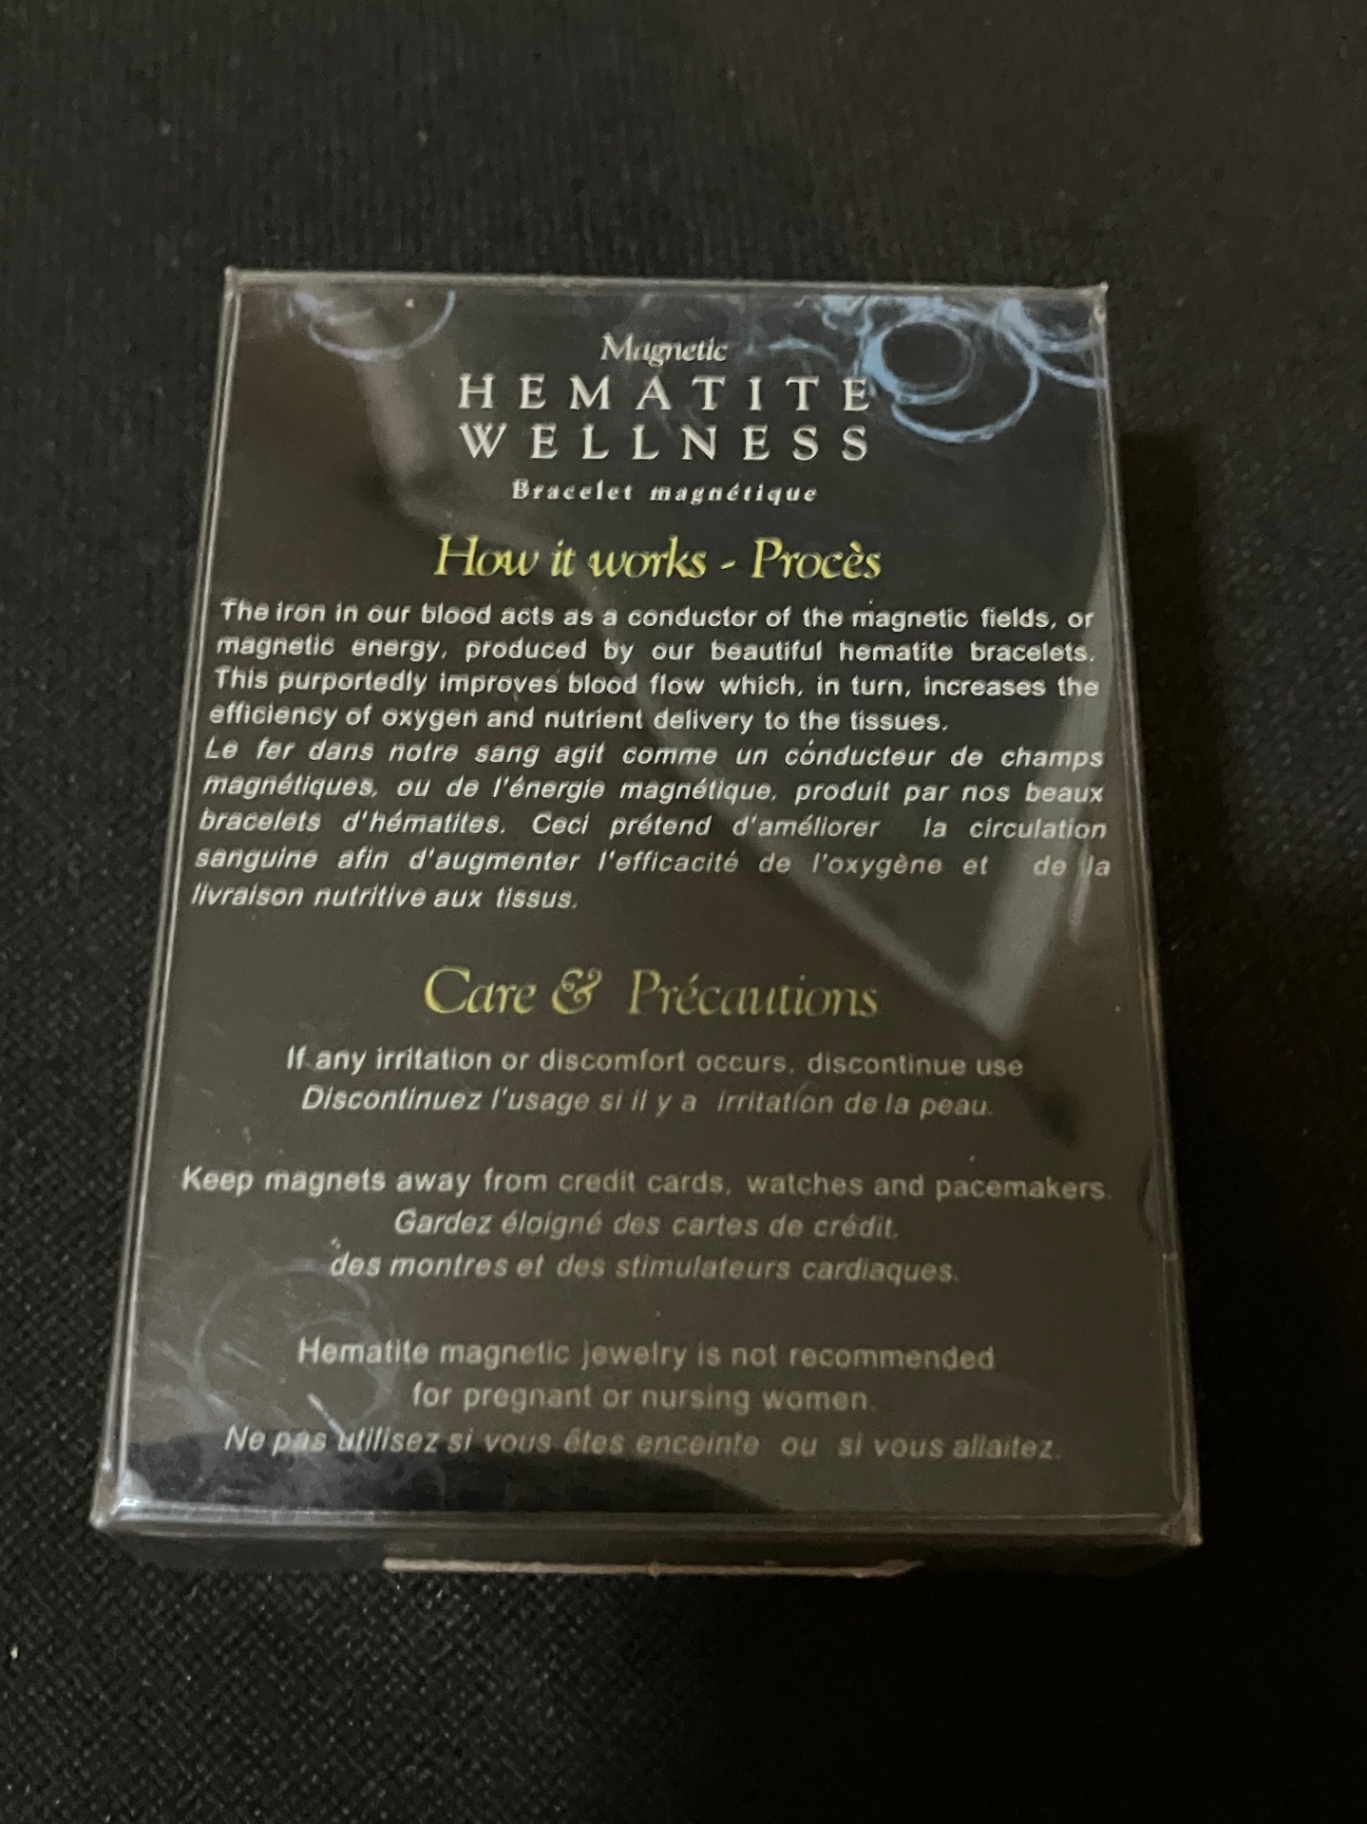 Magnetic
HEMATITE
WELLNESS
Bracelet magnétique
How it works - Procès
The iron in our blood acts as a conductor of the magnetic fields, or
magnetic energy, produced by our beautiful hematite bracelets.
This purportedly improves blood flow which, in turn, increases the
efficiency of oxygen and nutrient delivery to the tissues.
Le fer dans notre sang agit comme un conducteur de champs
magnétiques, ou de l'énergie magnétique, produit par nos beaux
bracelets d'hématites. Ceci prétend d'améliorer la circulation
sanguine afin d'augmenter l'efficacité de l'oxygène et de la
livraison nutritive aux tissus.
Care & Précautions
If any irritation or discomfort occurs, discontinue use
Discontinuez l'usage si il y a irritation de la peau.
Keep magnets away from credit cards, watches and pacemakers.
Gardez éloigné des cartes de crédit,
des montres et des stimulateurs cardiaques.
Hematite magnetic jewelry is not recommended
for pregnant or nursing women.
Ne pas utilisez si vous êtes enceinte ou si vous allaitez.